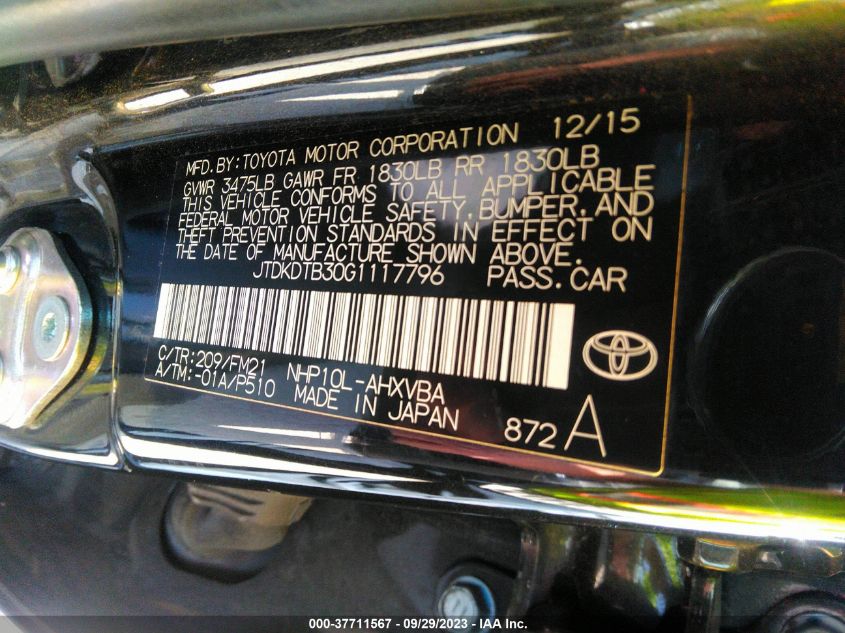 MFD.BY:TOYOTA MOTOR CORPORATION 12/15
GVWR 3475LB GAWR FR 1830LB RR 1830LB
THIS VEHICLE CONFORMS TO ALL APPLICABLE
FEDERAL MOTOR VEHICLE SAFETY, BUMPER, AND
THEFT PREVENTION STANDARDS IN EFFECT ON
THE DATE OF MANUFACTURE SHOWN ABOVE.
JTDKDTB30G1117796 PASS.CAR
C/TR:209/FM21 NHP10L-AHXVBA
A/TM:-01A/P510 MADE IN JAPAN 872A
000-37711567 | 09/29/2023 | IAA Inc.